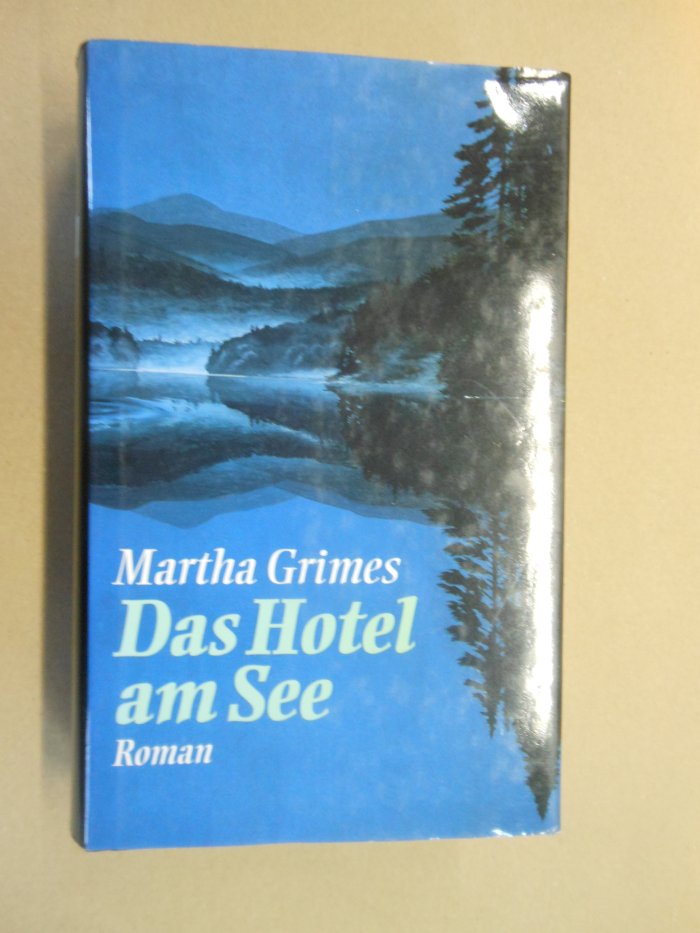 Martha Grimes
Das Hotel
am See
Roman